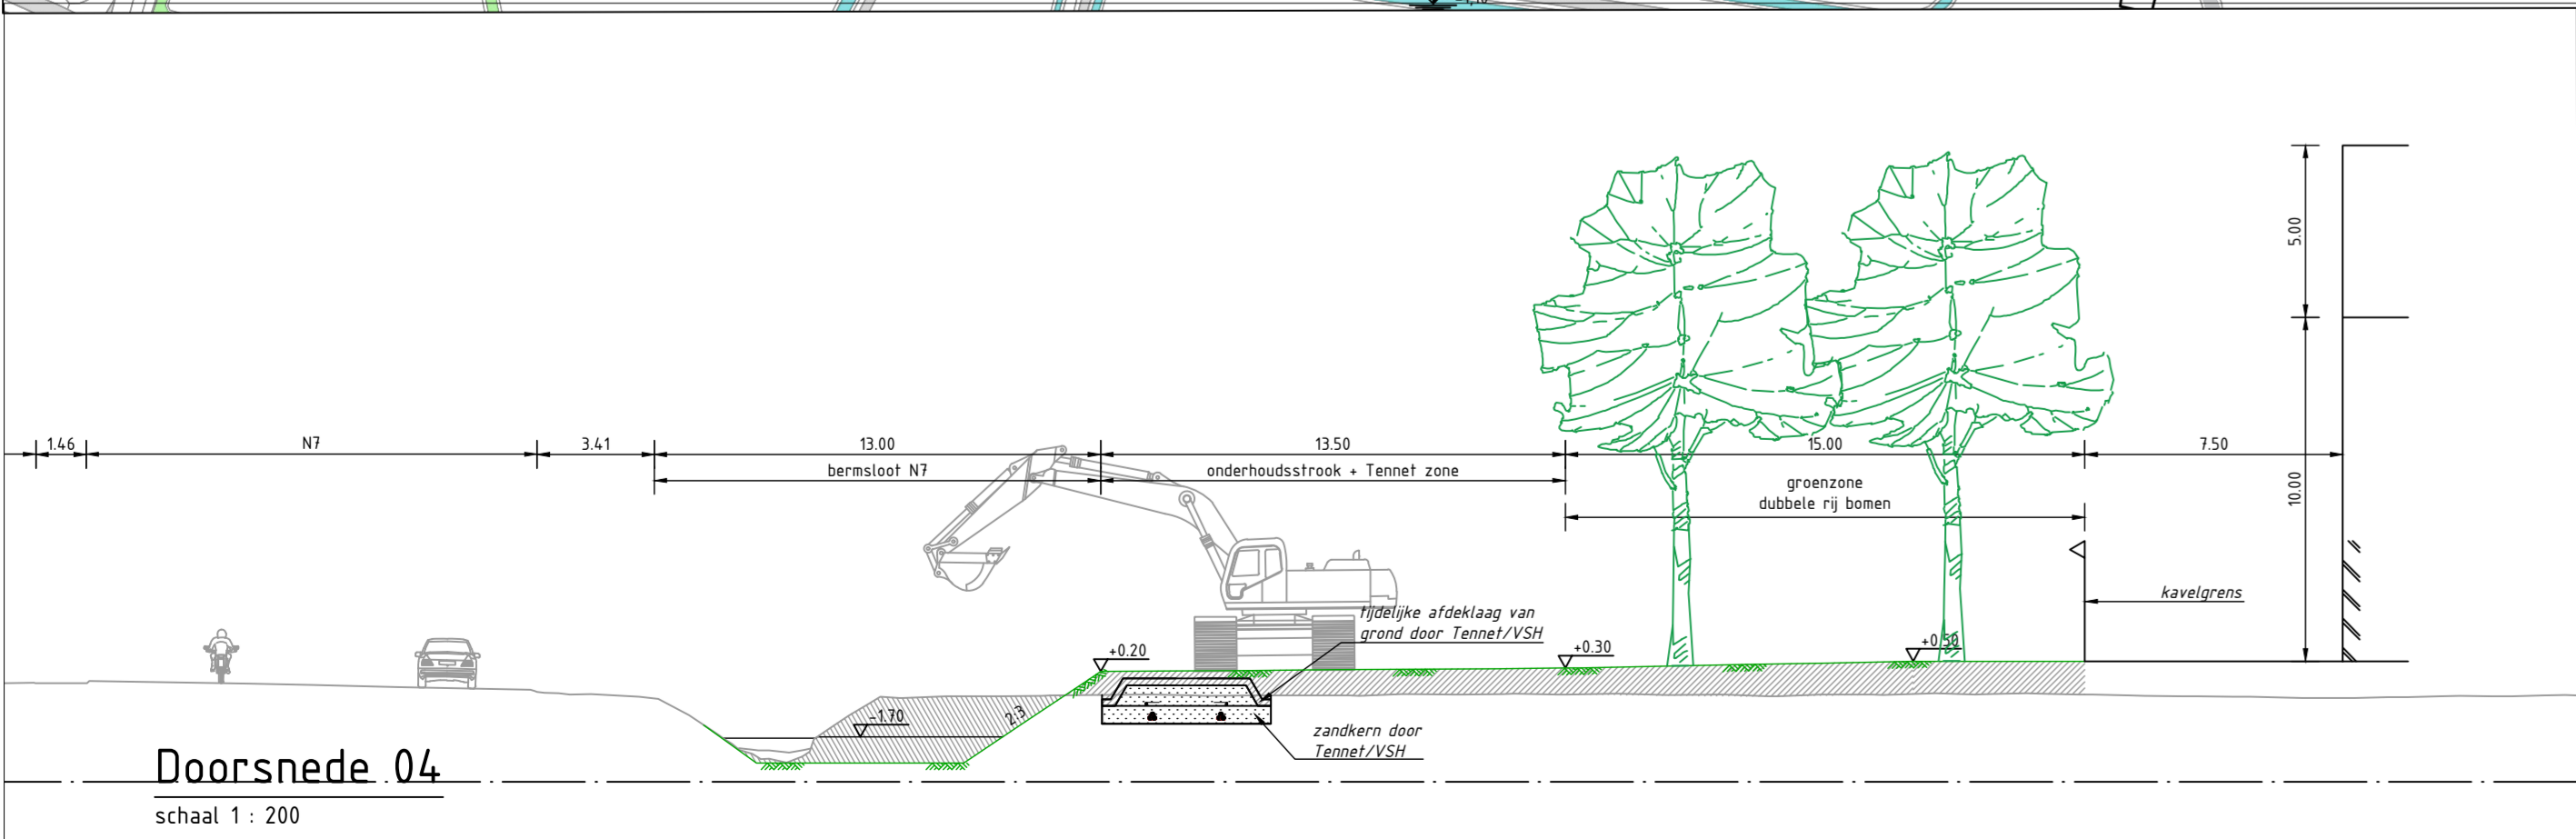 5.00
1.46
N7
3.41
13.00
13.50
15.00
7.50
bermsloot N7
onderhoudsstrook + Tennet zone
groenzone
dubbele rij bomen
10.00
kavelgrens
tijdelijke afdeklaag van
grond door Tennet/VSH
+0.20
+0.30
+0.50
-1.70
2:3
zandkern door
Tennet/VSH
Doorsnede 04
schaal 1 : 200